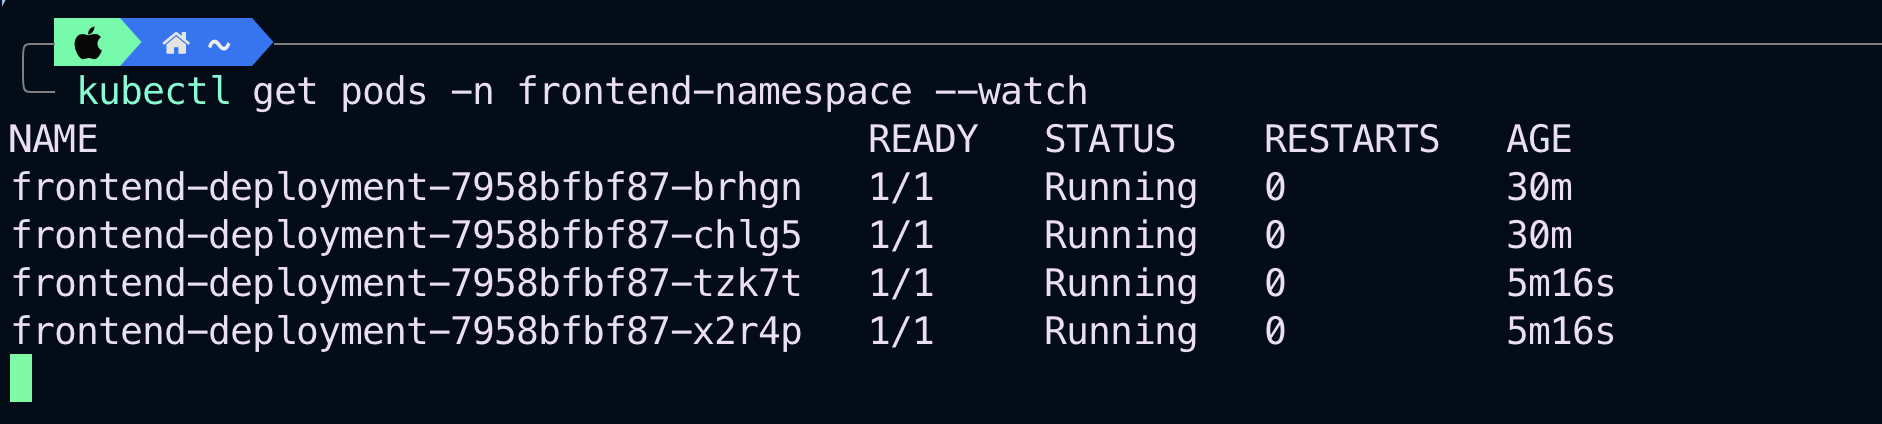 ~
kubectl get pods -n frontend-namespace --watch
NAME READY STATUS RESTARTS AGE
frontend-deployment-7958bfbf87-brhgn 1/1 Running 0 30m
frontend-deployment-7958bfbf87-chlg5 1/1 Running 0 30m
frontend-deployment-7958bfbf87-tzk7t 1/1 Running 0 5m16s
frontend-deployment-7958bfbf87-x2r4p 1/1 Running 0 5m16s